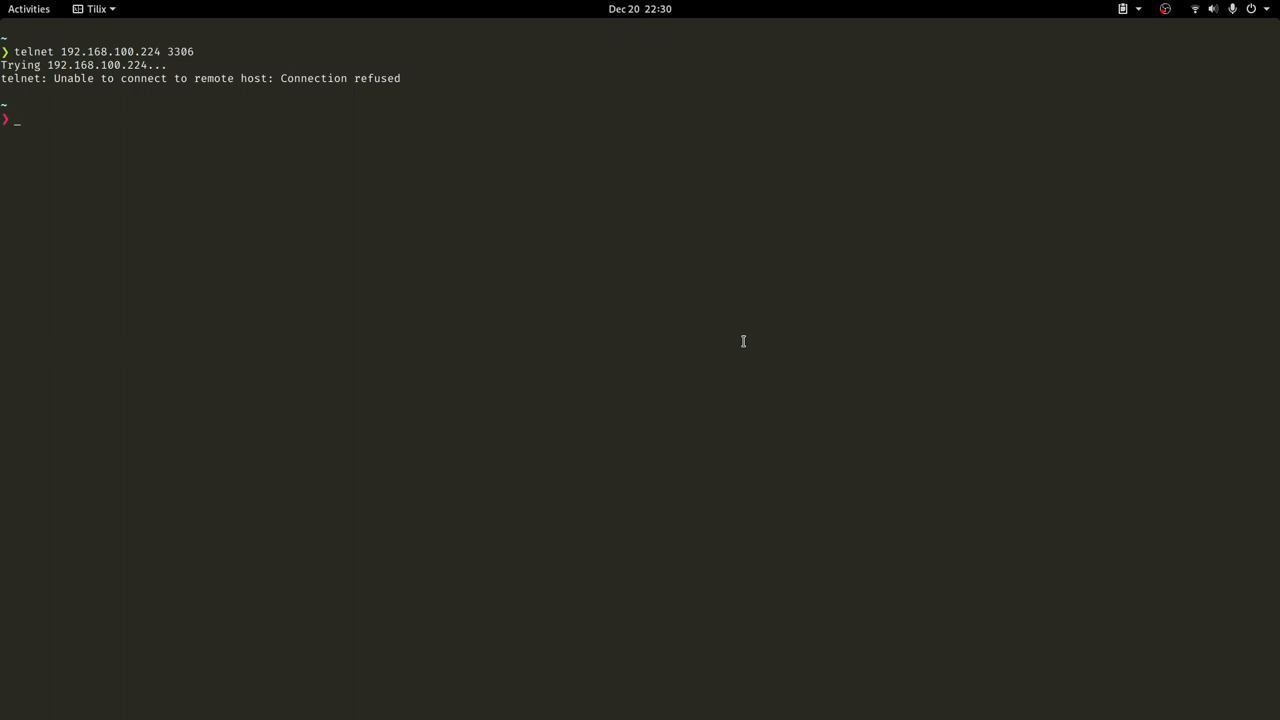 Activities Tilix Dec 20 22:30
~
❯ telnet 192.168.100.224 3306
Trying 192.168.100.224...
telnet: Unable to connect to remote host: Connection refused
~
❯ _